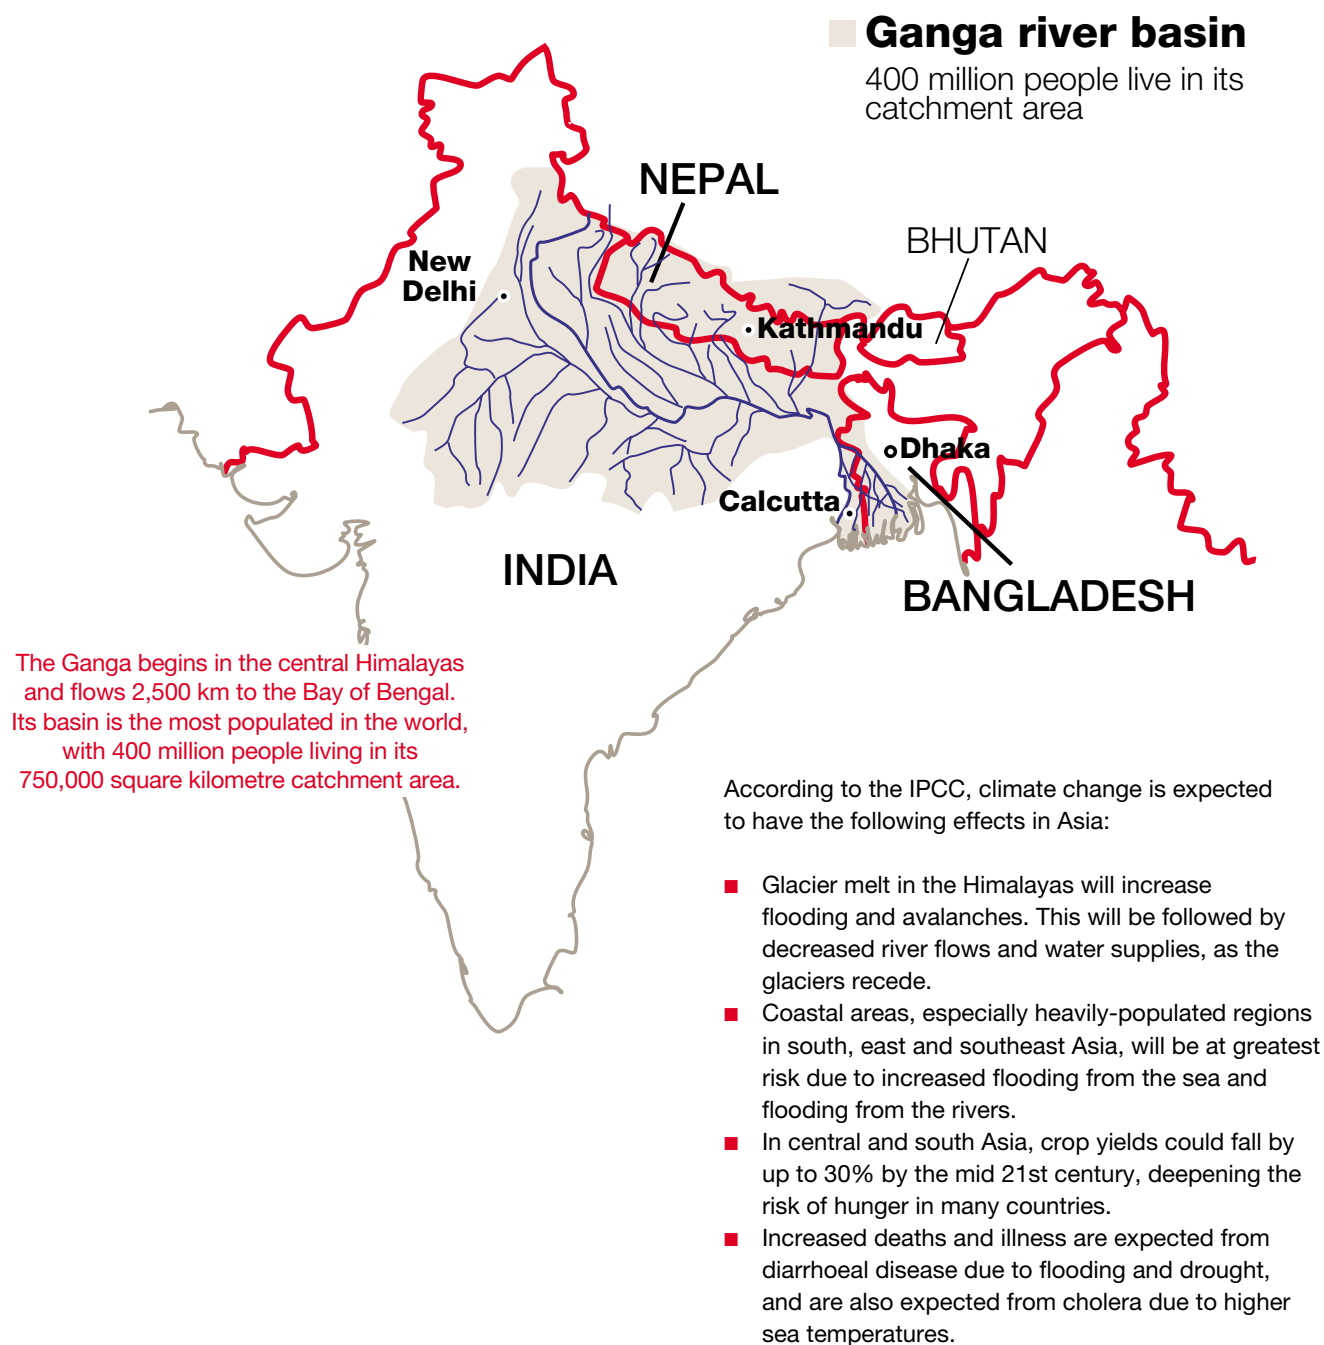 Ganga river basin
400 million people live in its
catchment area
NEPAL
BHUTAN
New
Delhi
Kathmandu
Dhaka
Calcutta
INDIA
BANGLADESH
The Ganga begins in the central Himalayas
and flows 2,500 km to the Bay of Bengal.
Its basin is the most populated in the world,
with 400 million people living in its
750,000 square kilometre catchment area.
According to the IPCC, climate change is expected
to have the following effects in Asia:
Glacier melt in the Himalayas will increase
flooding and avalanches. This will be followed by
decreased river flows and water supplies, as the
glaciers recede.
Coastal areas, especially heavily-populated regions
in south, east and southeast Asia, will be at greatest
risk due to increased flooding from the sea and
flooding from the rivers.
In central and south Asia, crop yields could fall by
up to 30% by the mid 21st century, deepening the
risk of hunger in many countries.
Increased deaths and illness are expected from
diarrhoeal disease due to flooding and drought,
and are also expected from cholera due to higher
sea temperatures.